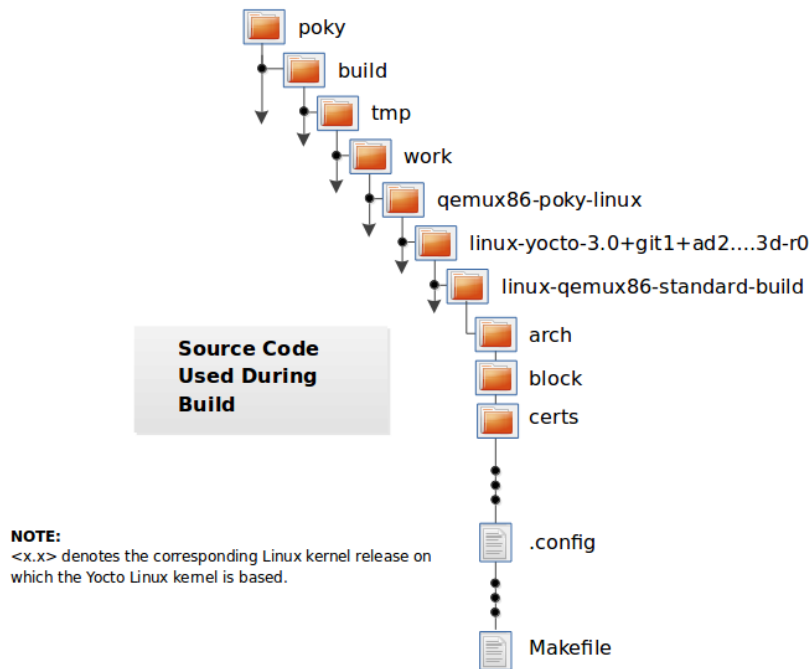 poky
build
tmp
work
qemux86-poky-linux
linux-yocto-3.0+git1+ad2....3d-r0
linux-qemux86-standard-build
arch
block
certs
Source Code
Used During
Build
.config
NOTE:
<x.x> denotes the corresponding Linux kernel release on
which the Yocto Linux kernel is based.
Makefile